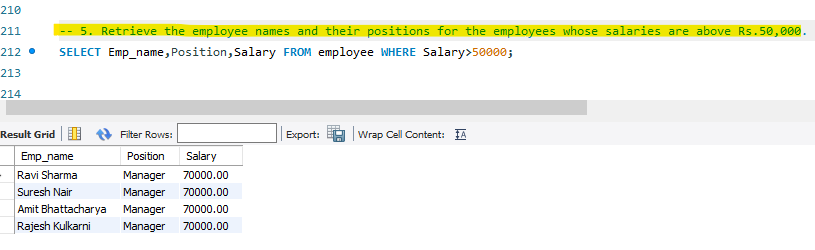 210
211 -- 5. Retrieve the employee names and their positions for the employees whose salaries are above Rs.50,000.
212 SELECT Emp_name,Position,Salary FROM employee WHERE Salary>50000;
213
214
Result Grid Filter Rows: Export: Wrap Cell Content: IA
Emp_name Position Salary
Ravi Sharma Manager 70000.00
Suresh Nair Manager 70000.00
Amit Bhattacharya Manager 70000.00
Rajesh Kulkarni Manager 70000.00